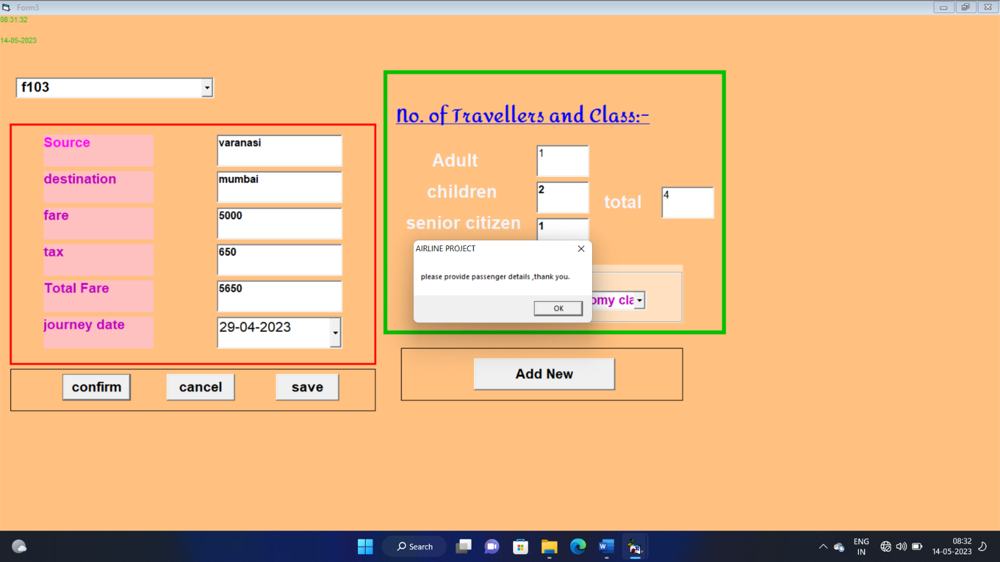 Form3
08:31:32
14-05-2023
f103
Source
varanasi
destination
mumbai
fare
5000
tax
650
Total Fare
5650
journey date
29-04-2023
confirm
cancel
save
No. of Travellers and Class:-
Adult
1
children
2
senior citizen
1
total
4
AIRLINE PROJECT
please provide passenger details ,thank you.
OK
omy cla
Add New
Search
ENG
IN
08:32
14-05-2023